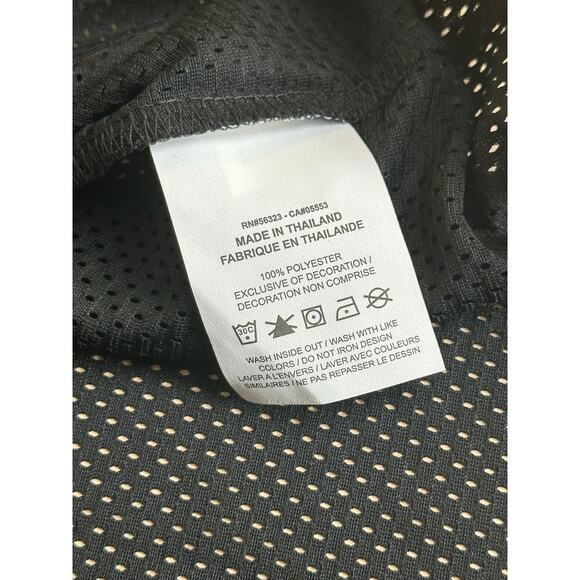 RN#56323 - CA#05553
MADE IN THAILAND
FABRIQUE EN THAILANDE
100% POLYESTER
EXCLUSIVE OF DECORATION /
DECORATION NON COMPRISE
30C
WASH INSIDE OUT / WASH WITH LIKE
COLORS / DO NOT IRON DESIGN
LAVER A L'ENVERS / LAVER AVEC COULEURS
SIMILAIRES / NE PAS REPASSER LE DESSIN